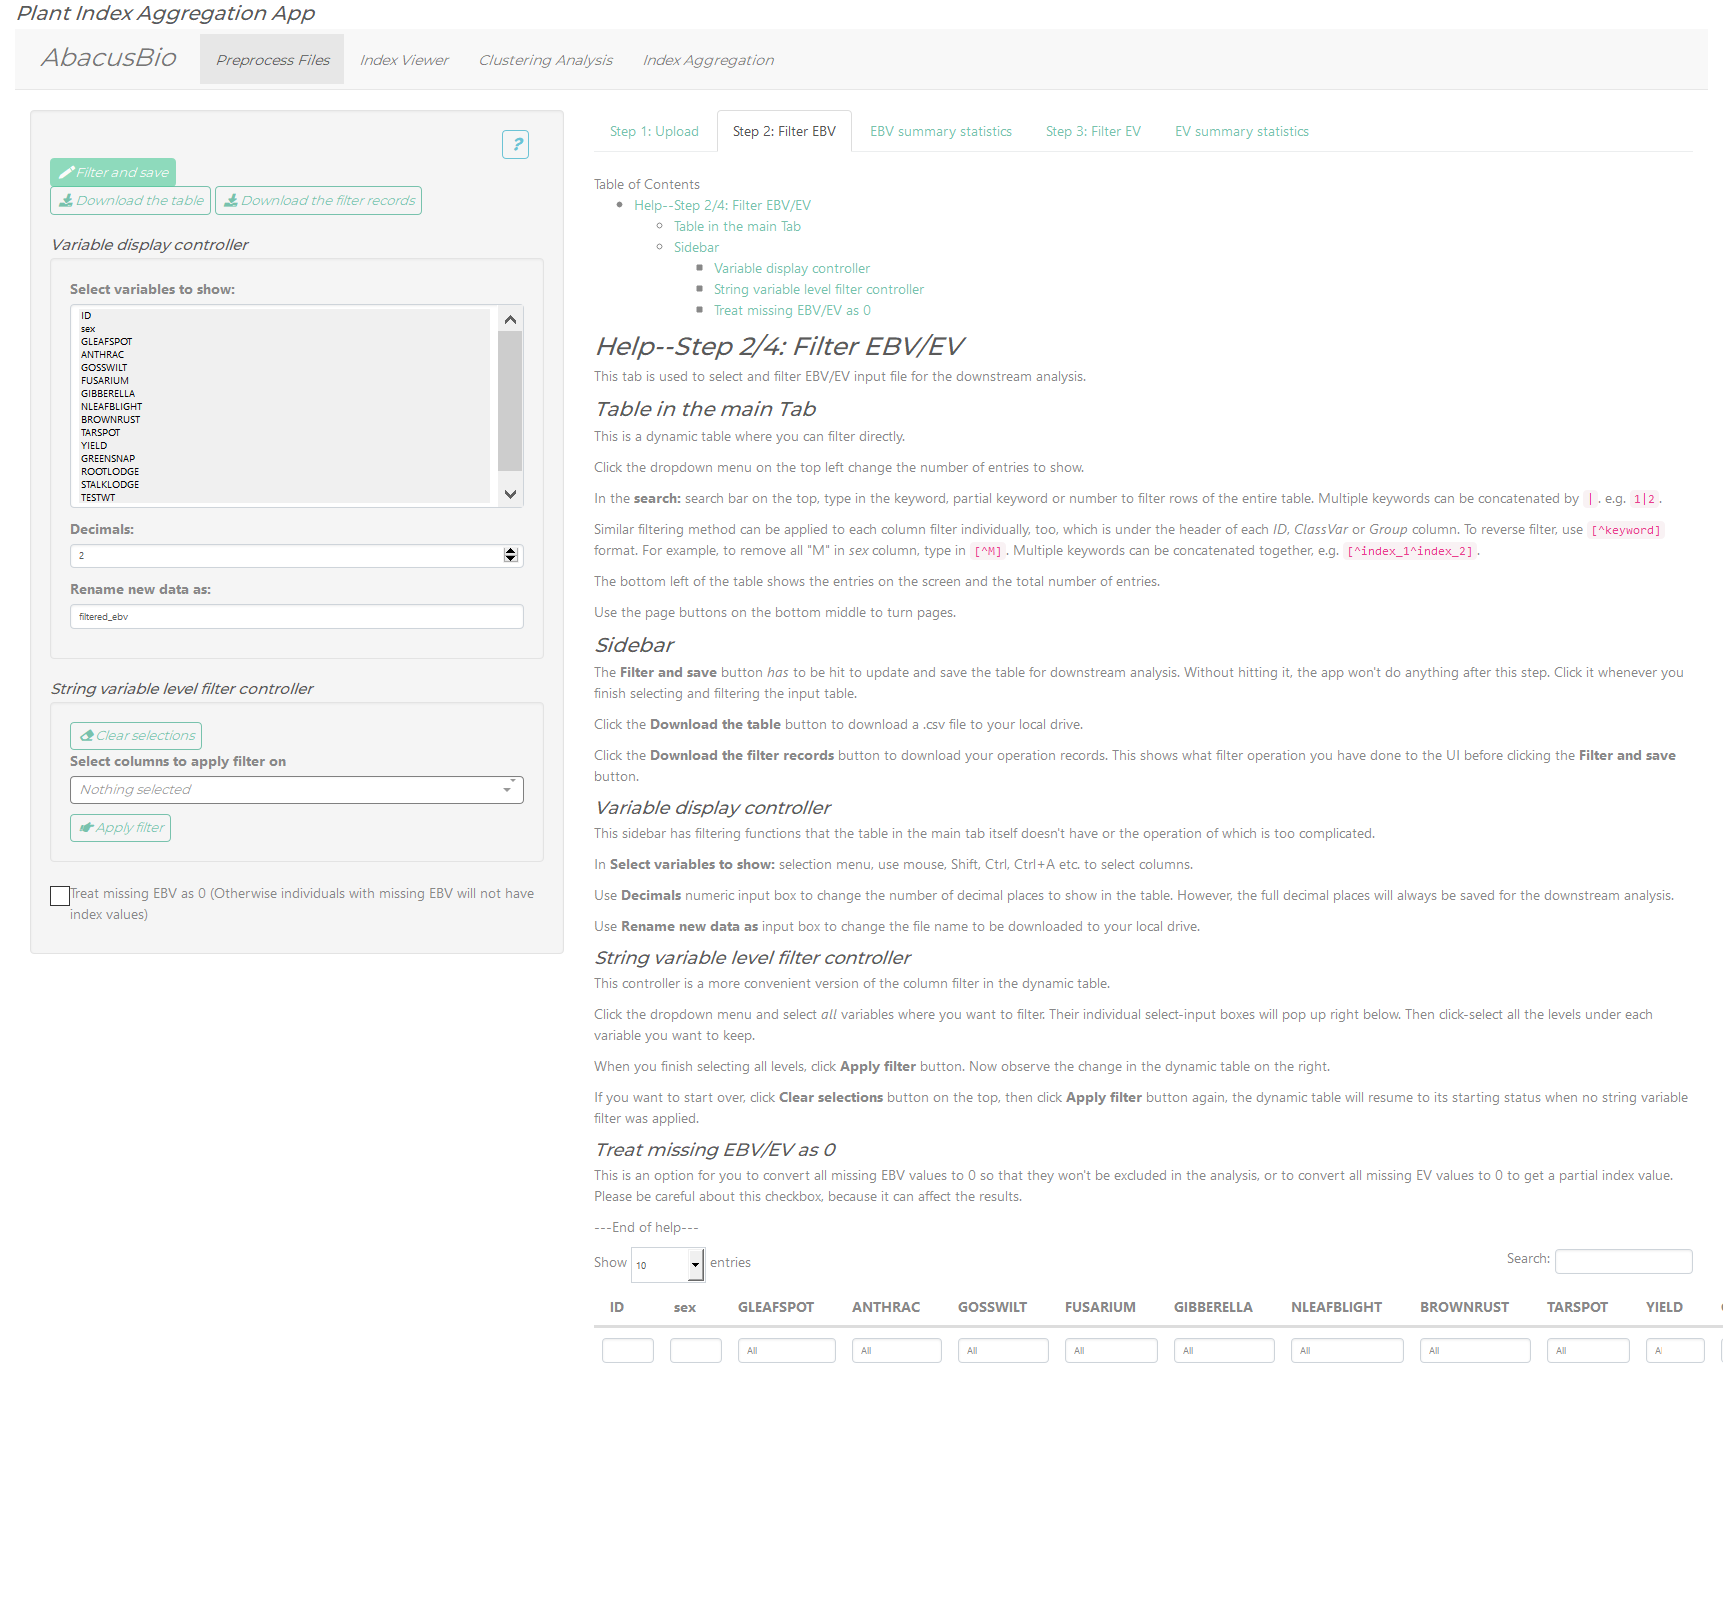 Plant Index Aggregation App
AbacusBio
Preprocess Files
Index Viewer
Clustering Analysis
Index Aggregation
?
Filter and save
Download the table
Download the filter records
Variable display controller
Select variables to show:
ID
sex
GLEAFSPOT
ANTHRAC
GOSSWILT
FUSARIUM
GIBBERELLA
NLEAFBLIGHT
BROWNRUST
TARSPOT
YIELD
GREENSNAP
ROOTLODGE
STALKLODGE
TESTWT
Decimals:
2
Rename new data as:
filtered_ebv
String variable level filter controller
Clear selections
Select columns to apply filter on
Nothing selected
Apply filter
Treat missing EBV as 0 (Otherwise individuals with missing EBV will not have
index values)
Step 1: Upload
Step 2: Filter EBV
EBV summary statistics
Step 3: Filter EV
EV summary statistics
Table of Contents
Help--Step 2/4: Filter EBV/EV
Table in the main Tab
Sidebar
Variable display controller
String variable level filter controller
Treat missing EBV/EV as 0
Help--Step 2/4: Filter EBV/EV
This tab is used to select and filter EBV/EV input file for the downstream analysis.
Table in the main Tab
This is a dynamic table where you can filter directly.
Click the dropdown menu on the top left change the number of entries to show.
In the search: search bar on the top, type in the keyword, partial keyword or number to filter rows of the entire table. Multiple keywords can be concatenated by |. e.g. 1|2.
Similar filtering method can be applied to each column filter individually, too, which is under the header of each ID, ClassVar or Group column. To reverse filter, use [^keyword]
format. For example, to remove all "M" in sex column, type in [^M]. Multiple keywords can be concatenated together, e.g. [^index_1^index_2].
The bottom left of the table shows the entries on the screen and the total number of entries.
Use the page buttons on the bottom middle to turn pages.
Sidebar
The Filter and save button has to be hit to update and save the table for downstream analysis. Without hitting it, the app won't do anything after this step. Click it whenever you
finish selecting and filtering the input table.
Click the Download the table button to download a .csv file to your local drive.
Click the Download the filter records button to download your operation records. This shows what filter operation you have done to the UI before clicking the Filter and save
button.
Variable display controller
This sidebar has filtering functions that the table in the main tab itself doesn't have or the operation of which is too complicated.
In Select variables to show: selection menu, use mouse, Shift, Ctrl, Ctrl+A etc. to select columns.
Use Decimals numeric input box to change the number of decimal places to show in the table. However, the full decimal places will always be saved for the downstream analysis.
Use Rename new data as input box to change the file name to be downloaded to your local drive.
String variable level filter controller
This controller is a more convenient version of the column filter in the dynamic table.
Click the dropdown menu and select all variables where you want to filter. Their individual select-input boxes will pop up right below. Then click-select all the levels under each
variable you want to keep.
When you finish selecting all levels, click Apply filter button. Now observe the change in the dynamic table on the right.
If you want to start over, click Clear selections button on the top, then click Apply filter button again, the dynamic table will resume to its starting status when no string variable
filter was applied.
Treat missing EBV/EV as 0
This is an option for you to convert all missing EBV values to 0 so that they won't be excluded in the analysis, or to convert all missing EV values to 0 to get a partial index value.
Please be careful about this checkbox, because it can affect the results.
---End of help---
Show 10 entries
Search:
ID sex GLEAFSPOT ANTHRAC GOSSWILT FUSARIUM GIBBERELLA NLEAFBLIGHT BROWNRUST TARSPOT YIELD
All All All All All All All All